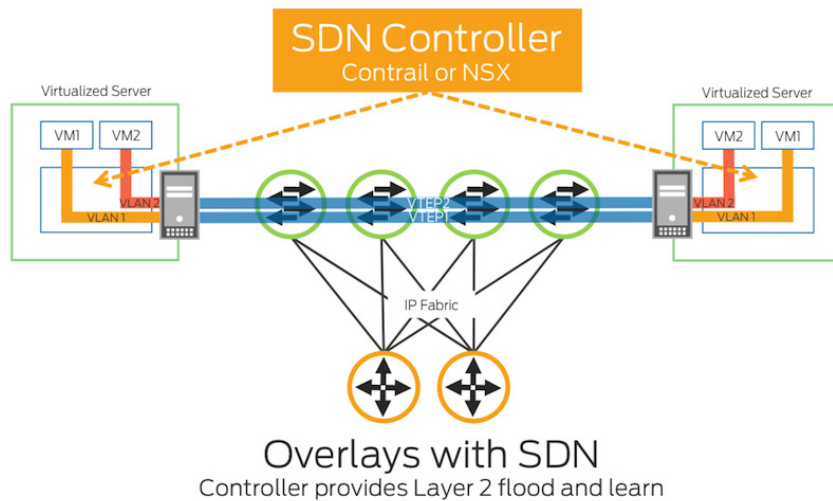 SDN Controller
Contrail or NSX
Virtualized Server
Virtualized Server
VM1
VM2
VM2
VM1
VLAN 2
VLAN 1
VTEP2
VTEP1
VLAN 2
VLAN 1
IP Fabric
Overlays with SDN
Controller provides Layer 2 flood and learn